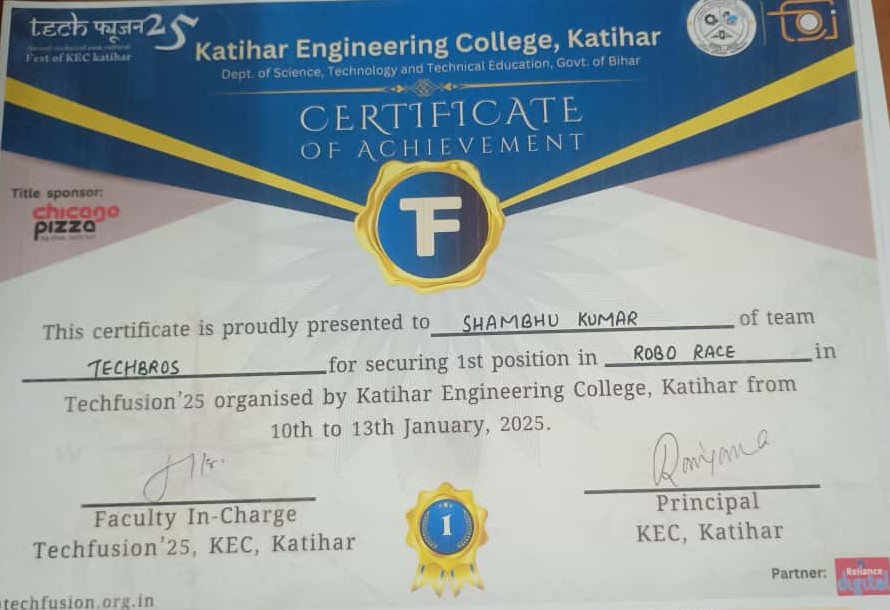 tech फ्यूजन 25
Fest of KEC katihar
Katihar Engineering College, Katihar
Dept. of Science, Technology and Technical Education, Govt. of Bihar
CERTIFICATE
OF ACHIEVEMENT
Title sponsor:
chicago
pizza
TF
This certificate is proudly presented to SHAMBHU KUMAR of team
TECHBROS for securing 1st position in ROBO RACE in
Techfusion'25 organised by Katihar Engineering College, Katihar from
10th to 13th January, 2025.
Faculty In-Charge
Techfusion'25, KEC, Katihar
1
Principal
KEC, Katihar
Partner:
Reliance
digital
techfusion.org.in